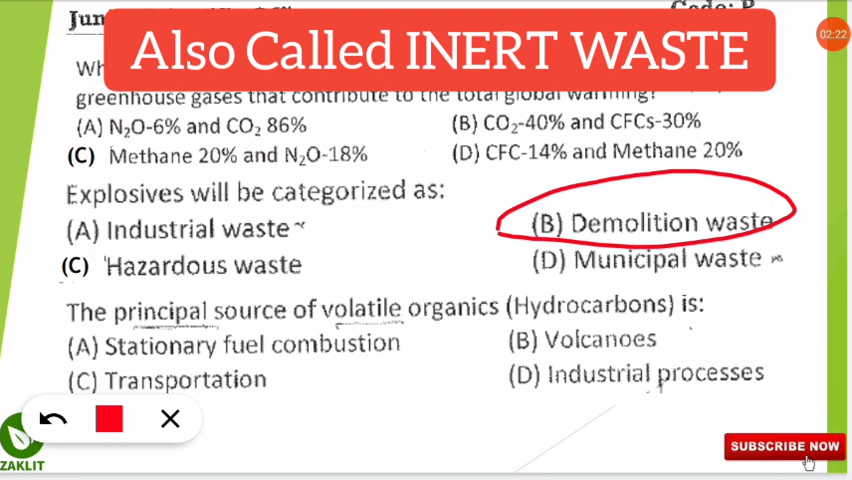 Also Called INERT WASTE
02:22
Wh
greenhouse gases that contribute to the total global warming?
(A) N₂O-6% and CO₂ 86%
(B) CO₂-40% and CFCs-30%
(C) Methane 20% and N₂O-18%
(D) CFC-14% and Methane 20%
Explosives will be categorized as:
(A) Industrial waste
(B) Demolition waste
(C) Hazardous waste
(D) Municipal waste
The principal source of volatile organics (Hydrocarbons) is:
(A) Stationary fuel combustion
(B) Volcanoes
(C) Transportation
(D) Industrial processes
ZAKLIT
SUBSCRIBE NOW